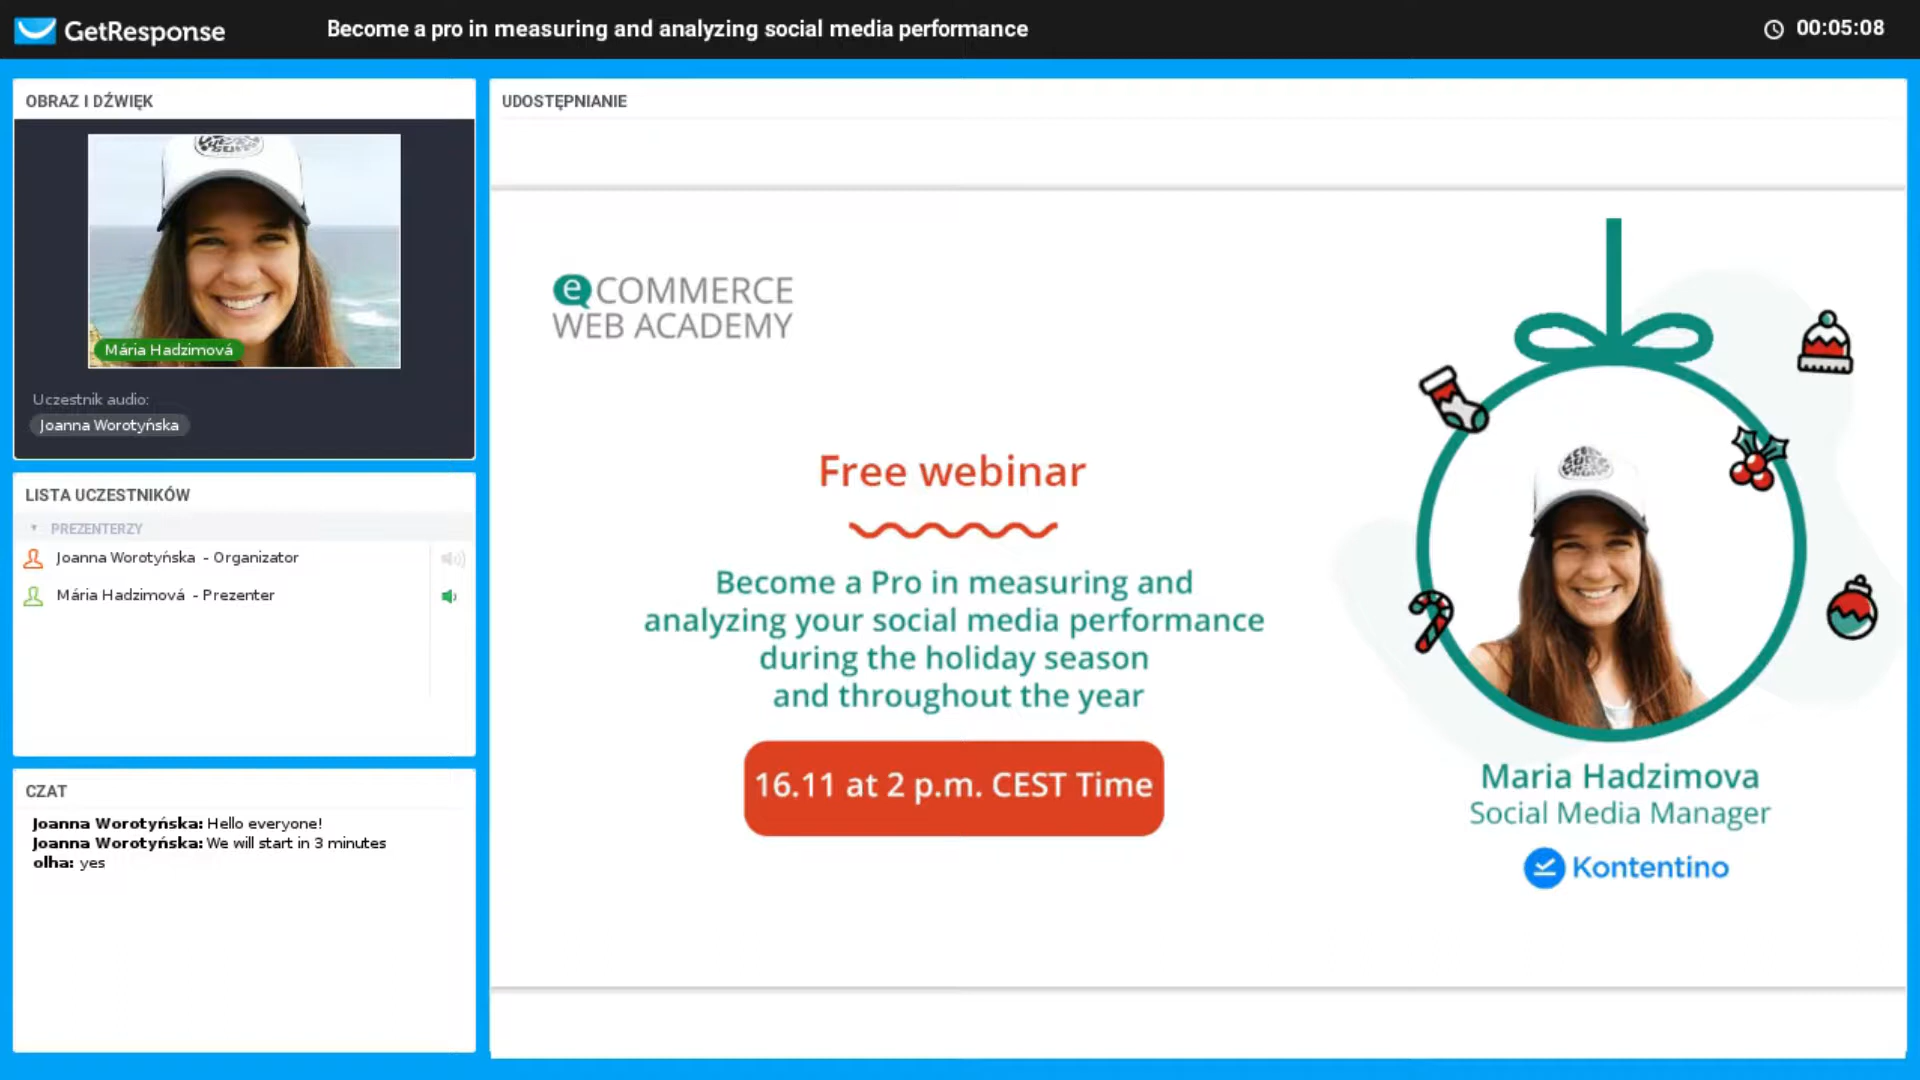 GetResponse
Become a pro in measuring and analyzing social media performance
00:05:08
OBRAZ I DŹWIĘK
Mária Hadzimová
Uczestnik audio:
Joanna Worotyńska
LISTA UCZESTNIKÓW
PREZENTERZY
Joanna Worotyńska - Organizator
Mária Hadzimová - Prezenter
CZAT
Joanna Worotyńska: Hello everyone!
Joanna Worotyńska: We will start in 3 minutes
olha: yes
UDOSTĘPNIANIE
eCOMMERCE
WEB ACADEMY
Free webinar
Become a Pro in measuring and
analyzing your social media performance
during the holiday season
and throughout the year
16.11 at 2 p.m. CEST Time
Maria Hadzimova
Social Media Manager
Kontentino